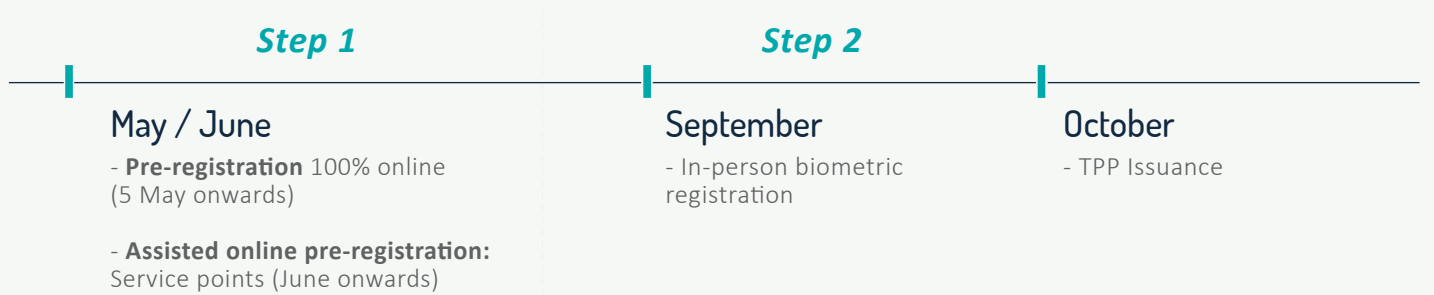 Step 1
Step 2
May / June
- Pre-registration 100% online
(5 May onwards)
- Assisted online pre-registration:
Service points (June onwards)
September
- In-person biometric
registration
October
- TPP Issuance